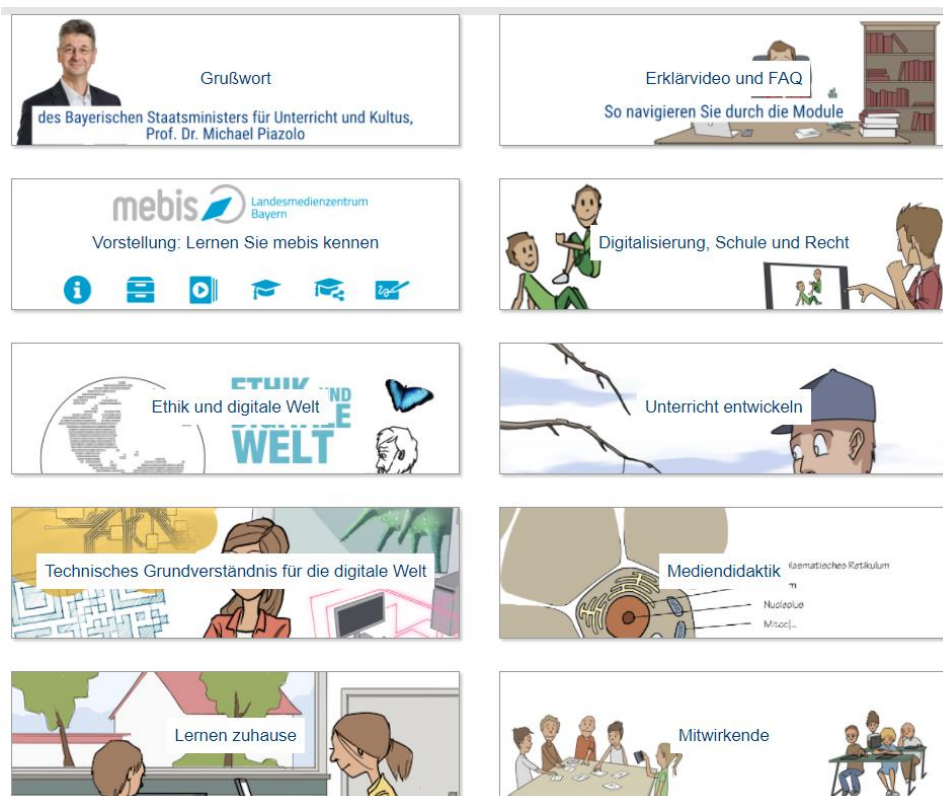 Grußwort
des Bayerischen Staatsministers für Unterricht und Kultus,
Prof. Dr. Michael Piazolo
Erklärvideo und FAQ
So navigieren Sie durch die Module
mebis
Landesmedienzentrum
Bayern
Vorstellung: Lernen Sie mebis kennen
Digitalisierung, Schule und Recht
Ethik und digitale Welt
WELT
Unterricht entwickeln
Technisches Grundverständnis für die digitale Welt
Mediendidaktik
Retikulum
Nucleolus
Lernen zuhause
Mitwirkende